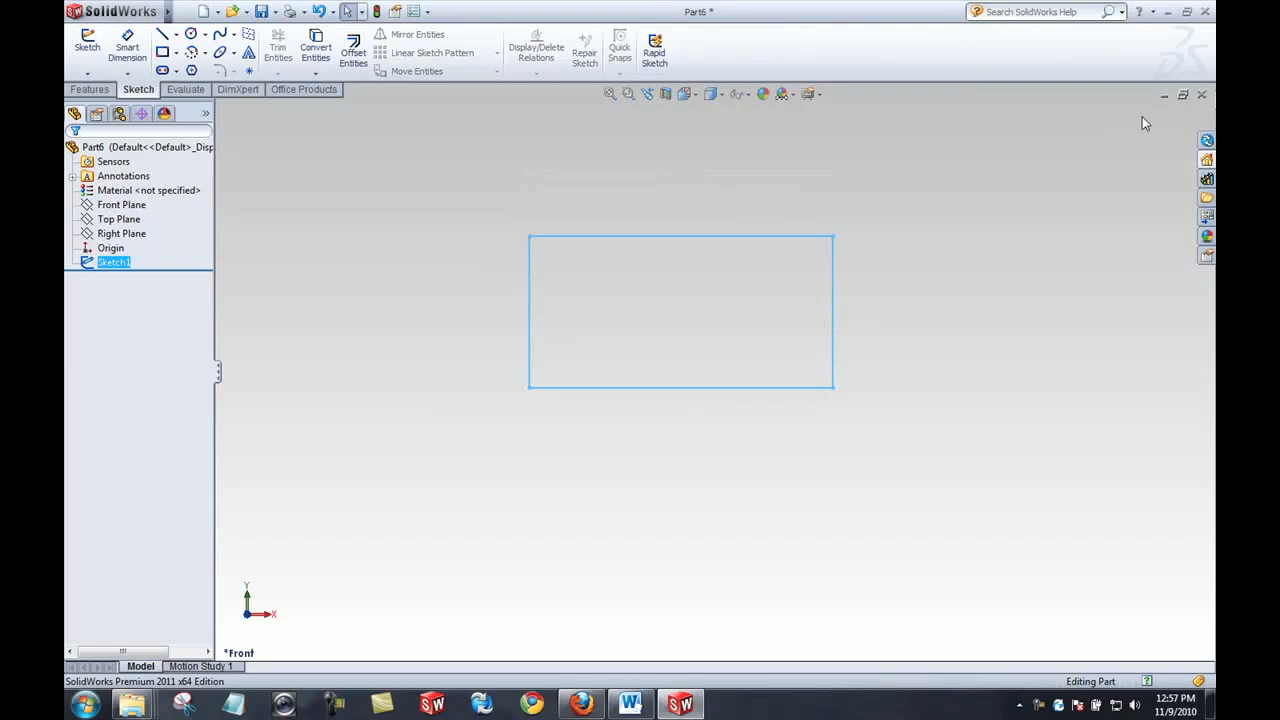 SolidWorks
Part6 *
Search SolidWorks Help
Sketch
Smart Dimension
Trim Entities
Convert Entities
Offset Entities
Mirror Entities
Linear Sketch Pattern
Move Entities
Display/Delete Relations
Repair Sketch
Quick Snaps
Rapid Sketch
Features
Sketch
Evaluate
DimXpert
Office Products
Part6 (Default<<Default>_Disp
Sensors
Annotations
Material <not specified>
Front Plane
Top Plane
Right Plane
Origin
Sketch1
Y
X
*Front
Model
Motion Study 1
SolidWorks Premium 2011 x64 Edition
Editing Part
12:57 PM
11/9/2010